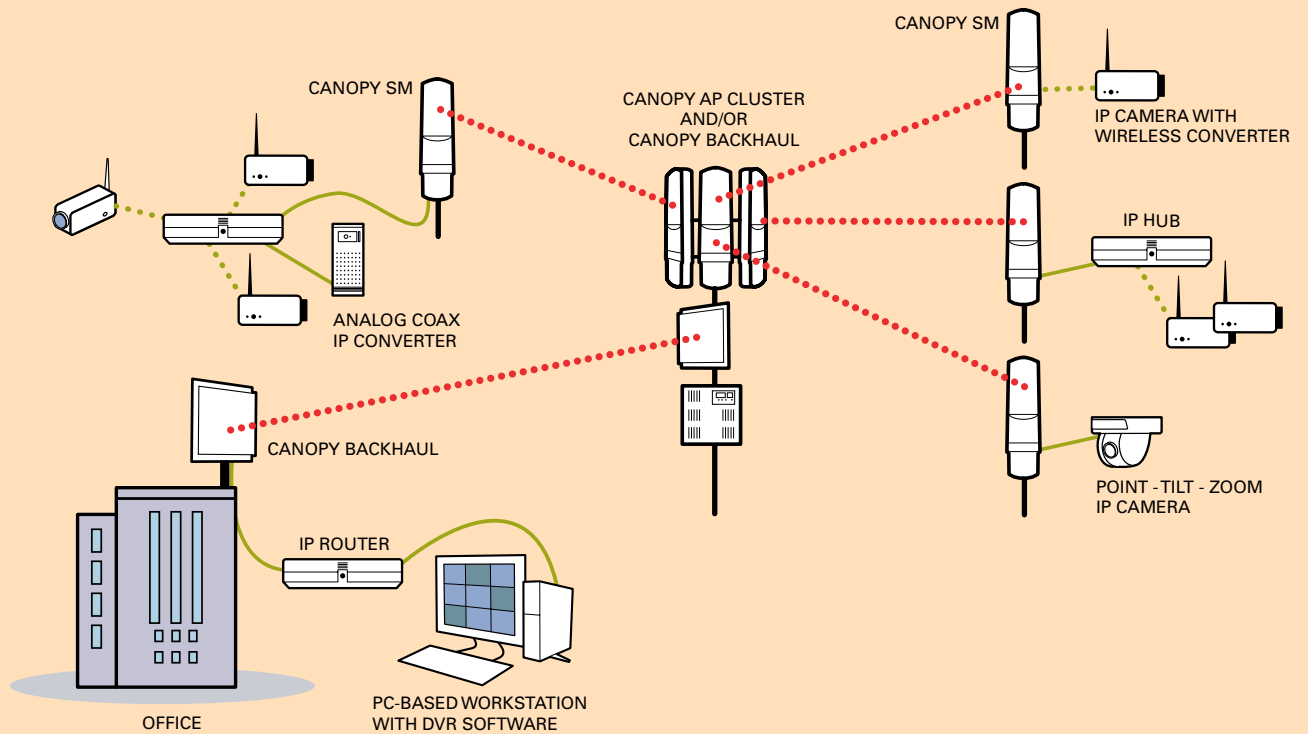 CANOPY SM
CANOPY SM
CANOPY AP CLUSTER
AND/OR
CANOPY BACKHAUL
IP CAMERA WITH
WIRELESS CONVERTER
IP HUB
ANALOG COAX
IP CONVERTER
CANOPY BACKHAUL
POINT - TILT - ZOOM
IP CAMERA
IP ROUTER
OFFICE
PC-BASED WORKSTATION
WITH DVR SOFTWARE